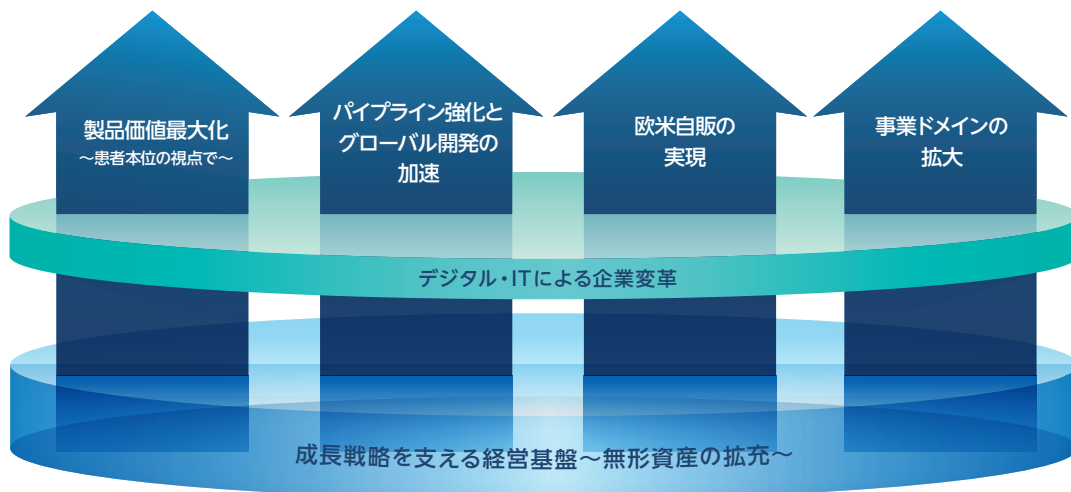 製品価値最大化
～患者本位の視点で～
パイプライン強化と
グローバル開発の
加速
欧米自販の
実現
事業ドメインの
拡大
デジタル・ITによる企業変革
成長戦略を支える経営基盤～無形資産の拡充～